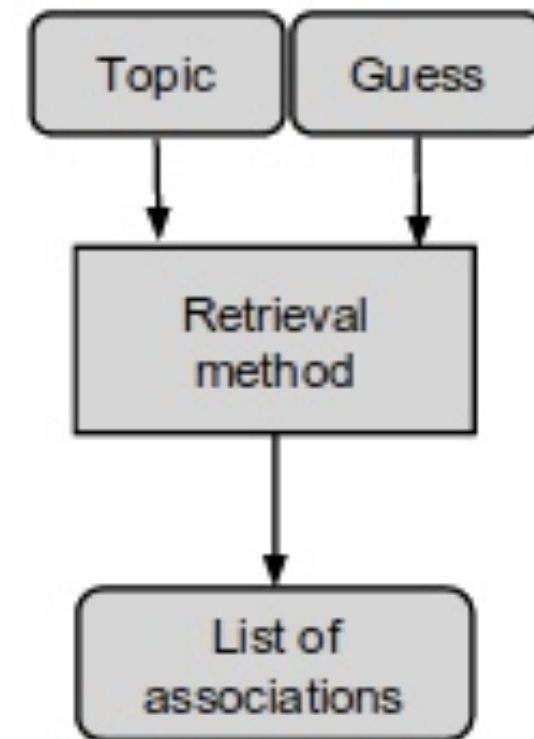 Topic
Guess
Retrieval
method
List of
associations